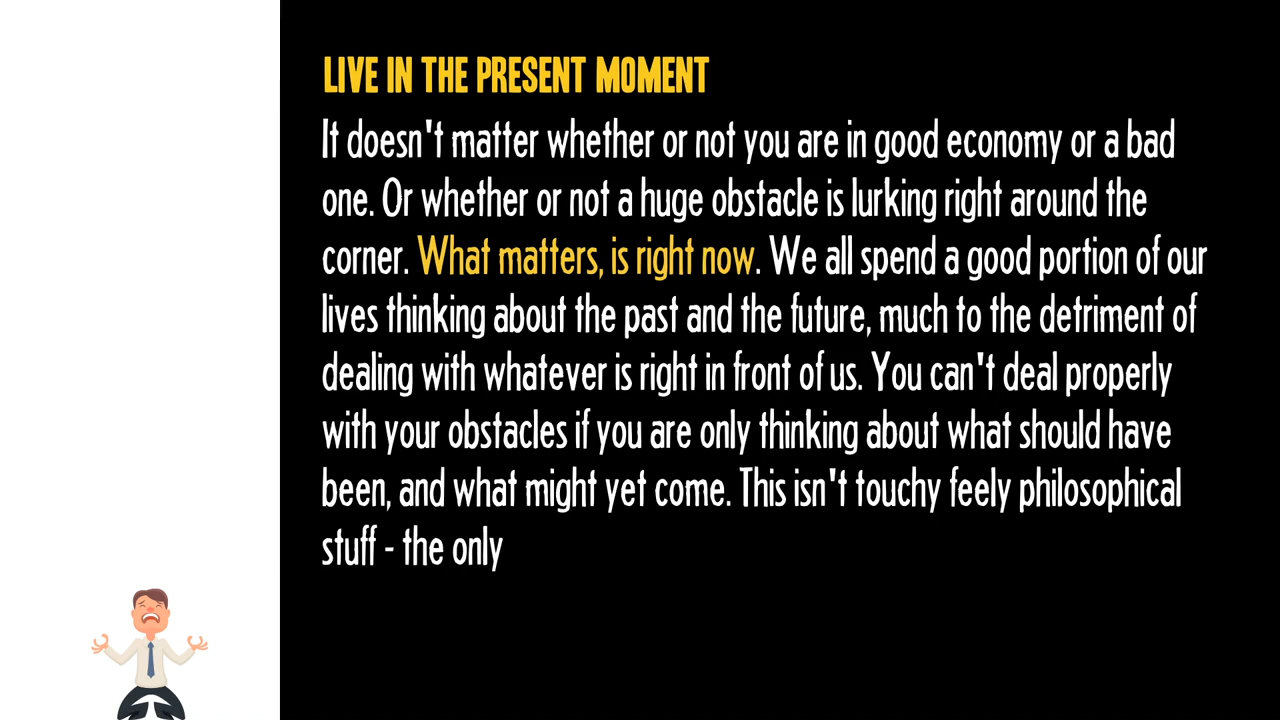 LIVE IN THE PRESENT MOMENT
It doesn't matter whether or not you are in good economy or a bad
one. Or whether or not a huge obstacle is lurking right around the
corner. What matters, is right now. We all spend a good portion of our
lives thinking about the past and the future, much to the detriment of
dealing with whatever is right in front of us. You can't deal properly
with your obstacles if you are only thinking about what should have
been, and what might yet come. This isn't touchy feely philosophical
stuff - the only